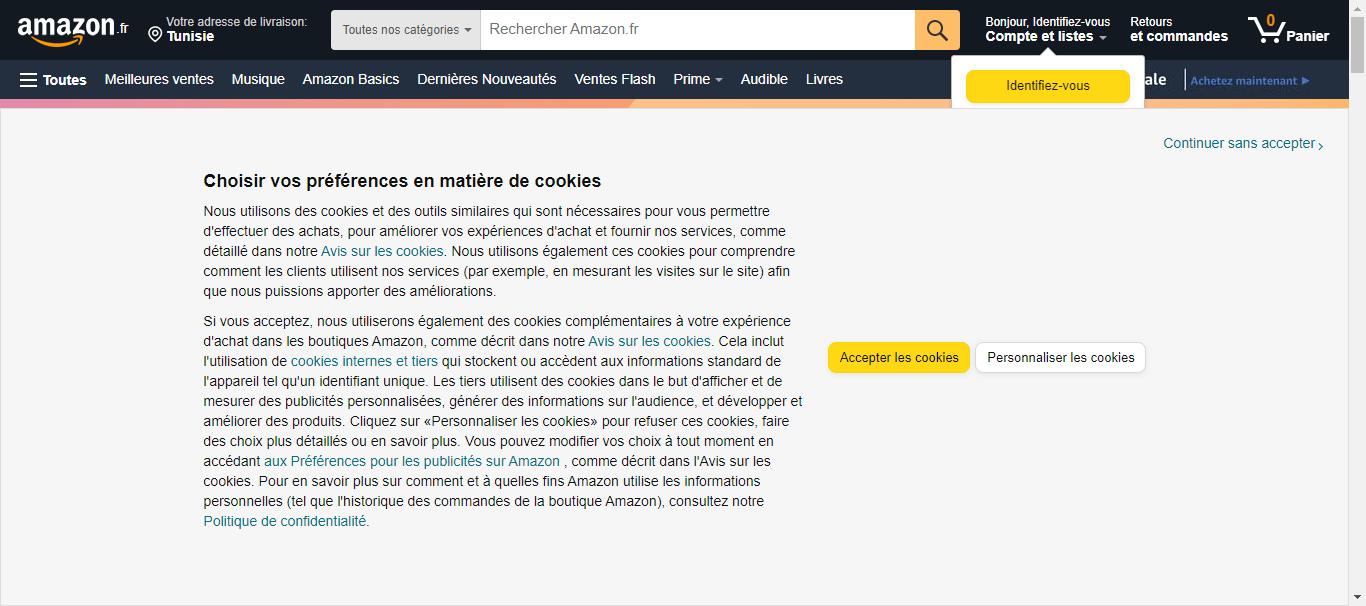 amazon.fr
Votre adresse de livraison:
Tunisie
Toutes nos catégories
Rechercher Amazon.fr
Bonjour, Identifiez-vous
Compte et listes
Retours
et commandes
0
Panier
Toutes
Meilleures ventes
Musique
Amazon Basics
Dernières Nouveautés
Ventes Flash
Prime
Audible
Livres
ale
Achetez maintenant
Identifiez-vous
Continuer sans accepter
Choisir vos préférences en matière de cookies
Nous utilisons des cookies et des outils similaires qui sont nécessaires pour vous permettre
d'effectuer des achats, pour améliorer vos expériences d'achat et fournir nos services, comme
détaillé dans notre Avis sur les cookies. Nous utilisons également ces cookies pour comprendre
comment les clients utilisent nos services (par exemple, en mesurant les visites sur le site) afin
que nous puissions apporter des améliorations.
Si vous acceptez, nous utiliserons également des cookies complémentaires à votre expérience
d'achat dans les boutiques Amazon, comme décrit dans notre Avis sur les cookies. Cela inclut
l'utilisation de cookies internes et tiers qui stockent ou accèdent aux informations standard de
l'appareil tel qu'un identifiant unique. Les tiers utilisent des cookies dans le but d'afficher et de
mesurer des publicités personnalisées, générer des informations sur l'audience, et développer et
améliorer des produits. Cliquez sur «Personnaliser les cookies» pour refuser ces cookies, faire
des choix plus détaillés ou en savoir plus. Vous pouvez modifier vos choix à tout moment en
accédant aux Préférences pour les publicités sur Amazon , comme décrit dans l'Avis sur les
cookies. Pour en savoir plus sur comment et à quelles fins Amazon utilise les informations
personnelles (tel que l'historique des commandes de la boutique Amazon), consultez notre
Politique de confidentialité.
Accepter les cookies
Personnaliser les cookies